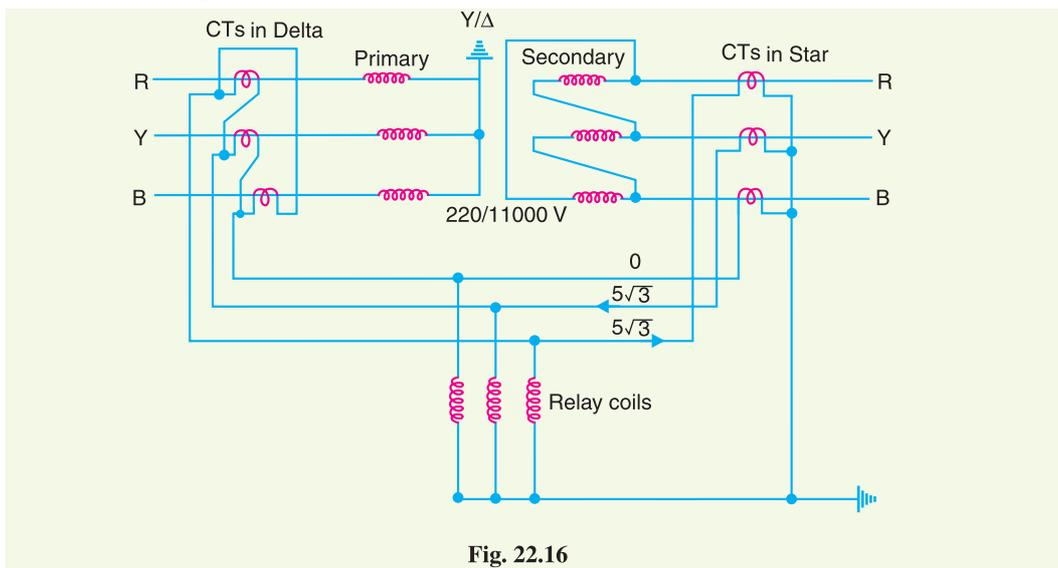 Y/Δ
CTs in Delta
Primary
Secondary
CTs in Star
R
R
Y
Y
B
B
220/11000 V
0
5√3
5√3
Relay coils
Fig. 22.16